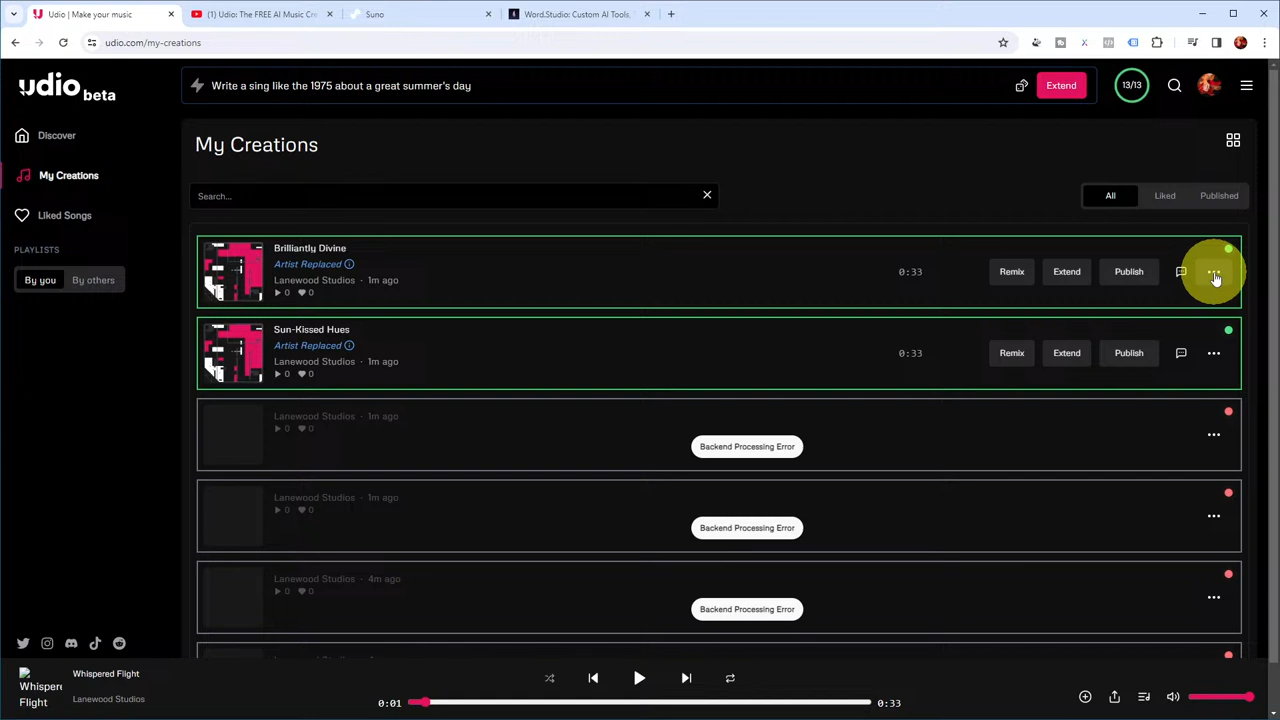 Udio | Make your music
(1) Udio: The FREE AI Music Cre
Suno
Word.Studio: Custom AI Tools,
udio.com/my-creations
udio beta
Write a sing like the 1975 about a great summer's day
Extend
13/13
Discover
My Creations
Liked Songs
PLAYLISTS
By you
By others
My Creations
Search...
All
Liked
Published
Brilliantly Divine
Artist Replaced
Lanewood Studios · 1m ago
0 0
0:33
Remix
Extend
Publish
Sun-Kissed Hues
Artist Replaced
Lanewood Studios · 1m ago
0 0
0:33
Remix
Extend
Publish
Lanewood Studios · 1m ago
0 0
Backend Processing Error
Lanewood Studios · 1m ago
0 0
Backend Processing Error
Lanewood Studios · 4m ago
0 0
Backend Processing Error
Whispered Flight
Whispered Flight
Lanewood Studios
0:01
0:33